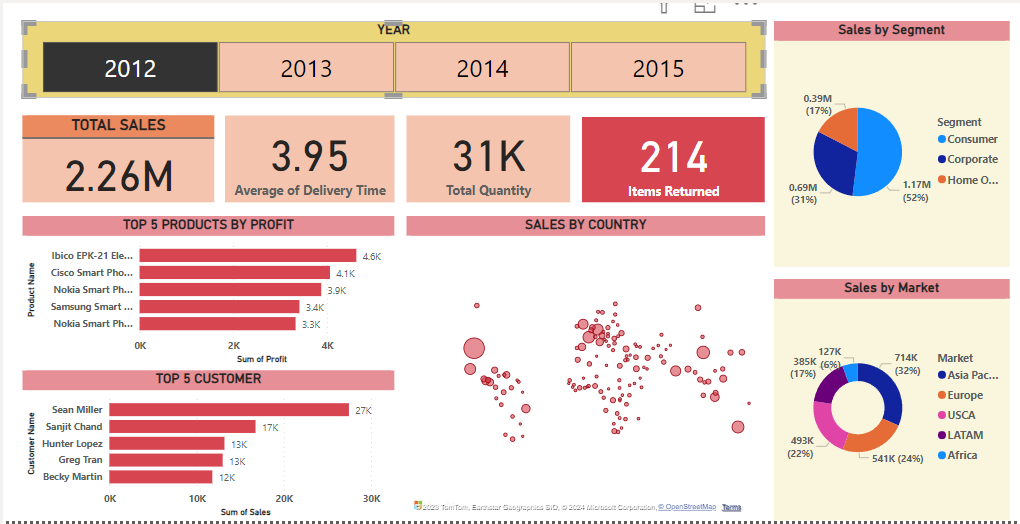 YEAR
2012
2013
2014
2015
TOTAL SALES
2.26M
3.95
Average of Delivery Time
31K
Total Quantity
214
Items Returned
TOP 5 PRODUCTS BY PROFIT
Product Name
Ibico EPK-21 Ele... 4.6K
Cisco Smart Pho... 4.1K
Nokia Smart Ph... 3.9K
Samsung Smart ... 3.4K
Nokia Smart Ph... 3.3K
0K 2K 4K
Sum of Profit
TOP 5 CUSTOMER
Customer Name
Sean Miller 27K
Sanjit Chand 17K
Hunter Lopez 13K
Greg Tran 13K
Becky Martin 12K
0K 10K 20K 30K
Sum of Sales
SALES BY COUNTRY
© 2024 Microsoft Corporation, © OpenStreetMap Terms
Sales by Segment
0.39M
(17%)
0.69M
(31%)
1.17M
(52%)
Segment
Consumer
Corporate
Home O...
Sales by Market
127K
(6%)
385K
(17%)
714K
(32%)
493K
(22%)
541K (24%)
Market
Asia Pac...
Europe
USCA
LATAM
Africa